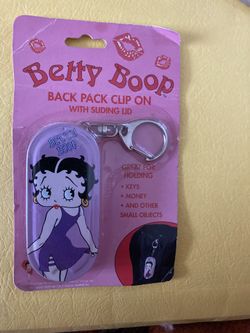 Betty Boop
BACK PACK CLIP ON
WITH SLIDING LID
Betty
Boop
GREAT FOR
HOLDING
• KEYS
• MONEY
• AND OTHER
SMALL OBJECTS